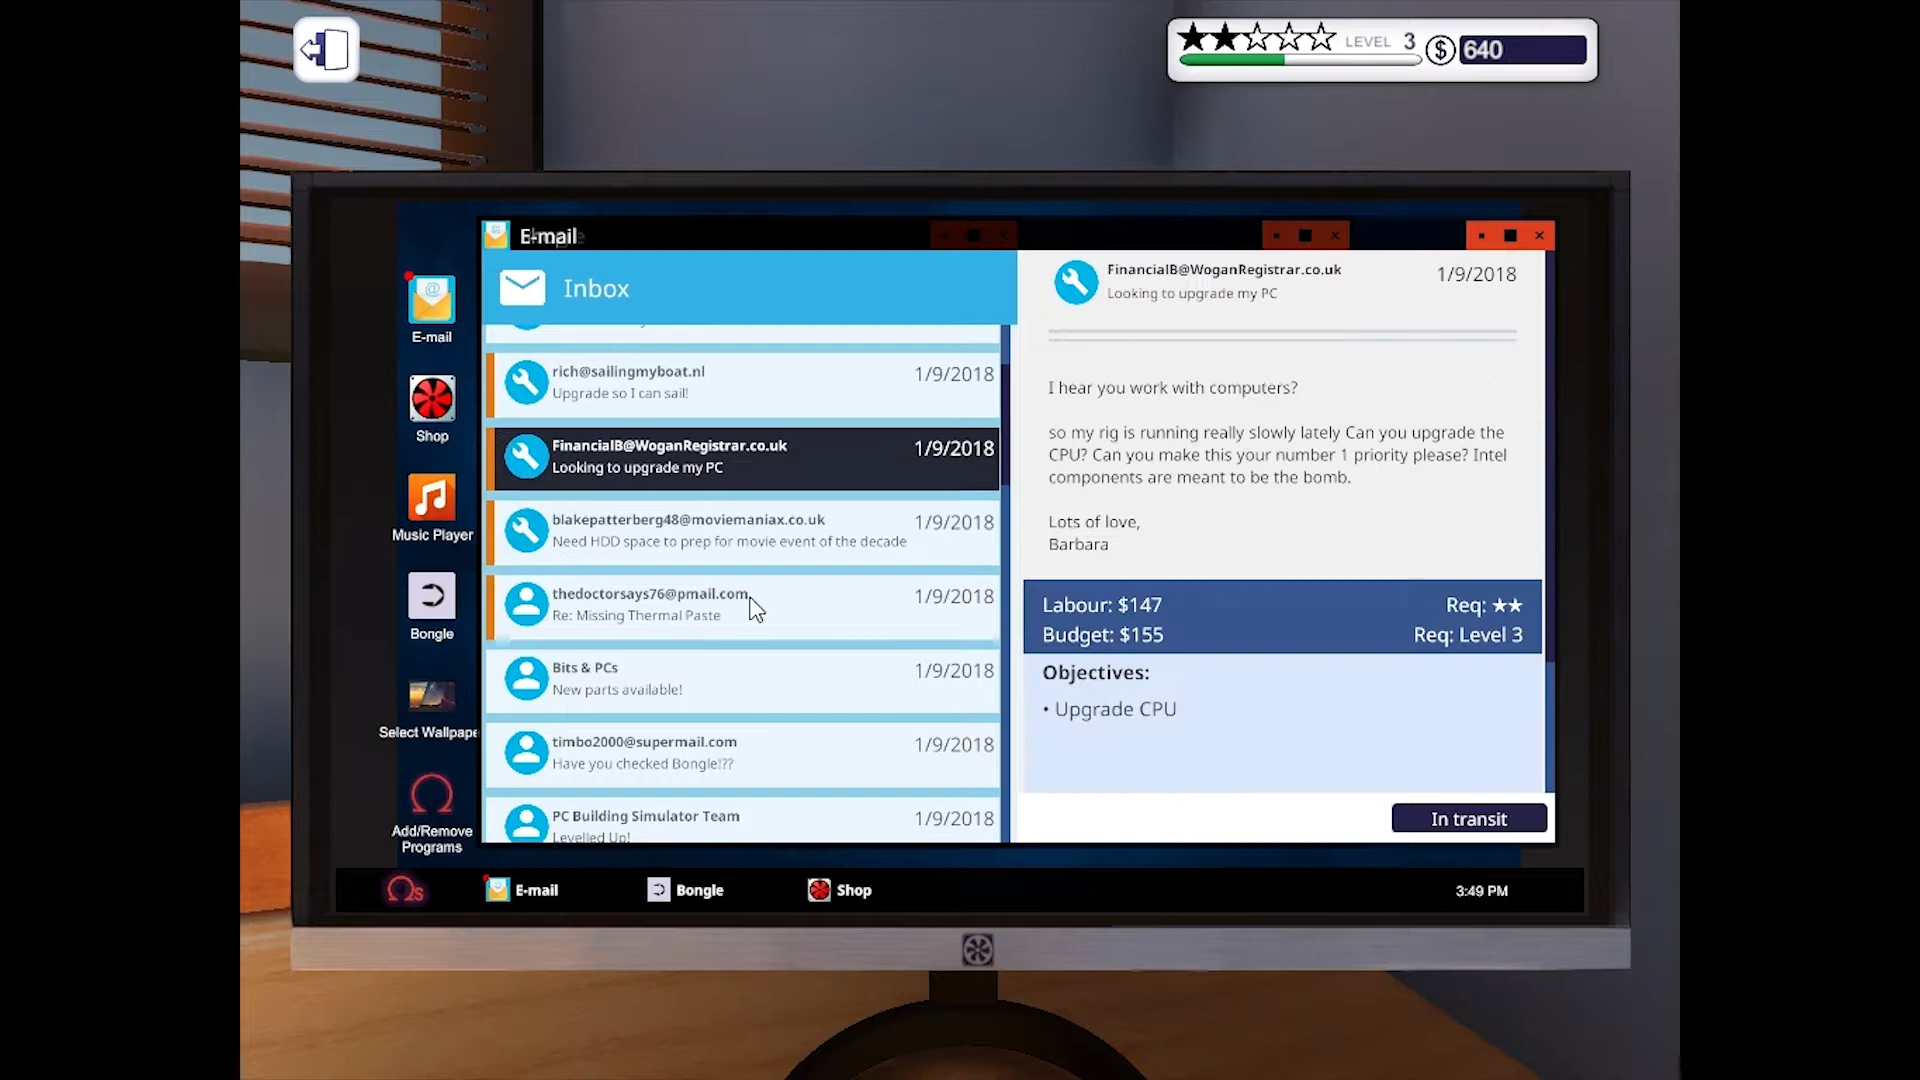 LEVEL 3
$ 640
E-mail
Inbox
rich@sailingmyboat.nl
1/9/2018
Upgrade so I can sail!
FinancialB@WoganRegistrar.co.uk
1/9/2018
Looking to upgrade my PC
blakepatterberg48@moviemaniax.co.uk
1/9/2018
Need HDD space to prep for movie event of the decade
thedoctorsays76@pmail.com
1/9/2018
Re: Missing Thermal Paste
Bits & PCs
1/9/2018
New parts available!
timbo2000@supermail.com
1/9/2018
Have you checked Bongle!??
PC Building Simulator Team
1/9/2018
Levelled Up!
FinancialB@WoganRegistrar.co.uk
1/9/2018
Looking to upgrade my PC
I hear you work with computers?
so my rig is running really slowly lately Can you upgrade the
CPU? Can you make this your number 1 priority please? Intel
components are meant to be the bomb.
Lots of love,
Barbara
Labour: $147
Req: ★★
Budget: $155
Req: Level 3
Objectives:
• Upgrade CPU
In transit
E-mail
Shop
Music Player
Bongle
Select Wallpape
Add/Remove
Programs
Ωs
E-mail
Bongle
Shop
3:49 PM